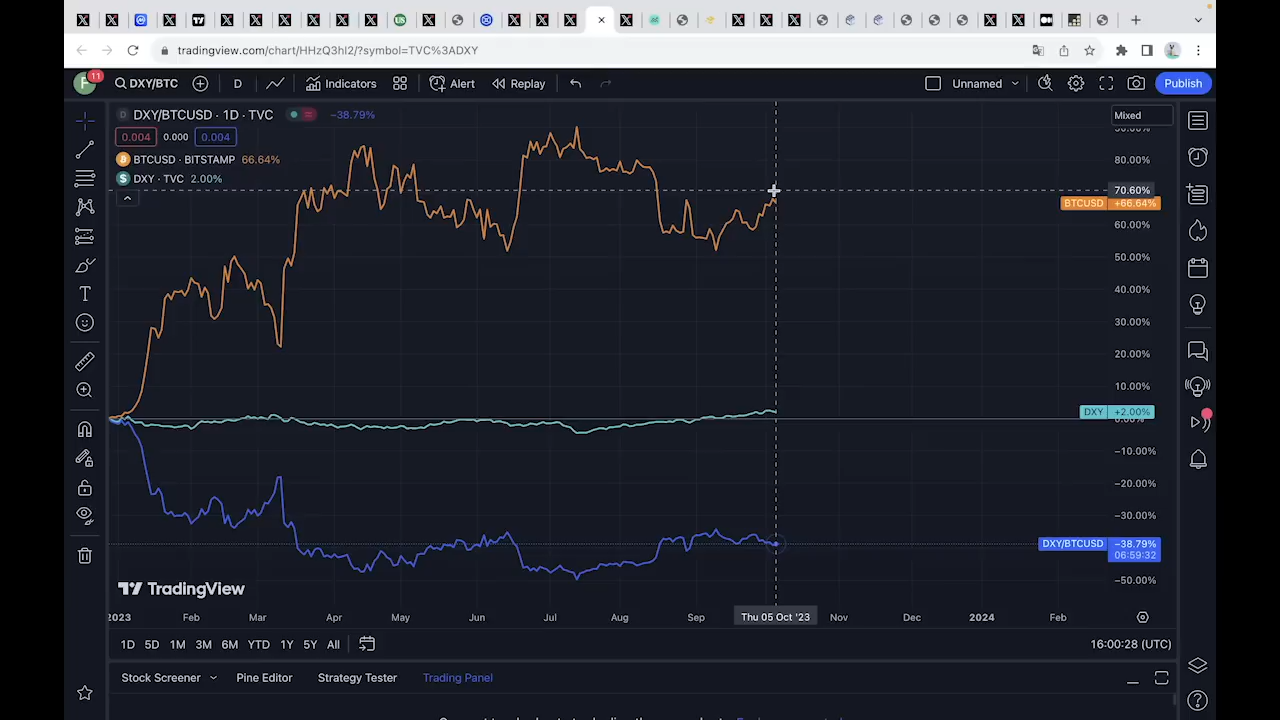 tradingview.com/chart/HHzQ3hl2/?symbol=TVC%3ADXY
F 11 DXY/BTC D Indicators Alert Replay Unnamed Publish
D DXY/BTCUSD · 1D · TVC −38.79%
0.004 0.000 0.004
BTCUSD · BITSTAMP 66.64%
DXY · TVC 2.00%
Mixed
80.00%
70.60%
BTCUSD +66.64%
60.00%
50.00%
40.00%
30.00%
20.00%
10.00%
DXY +2.00%
0.00%
−10.00%
−20.00%
−30.00%
DXY/BTCUSD −38.79%
06:59:32
−50.00%
TradingView
2023 Feb Mar Apr May Jun Jul Aug Sep Thu 05 Oct '23 Nov Dec 2024 Feb
1D 5D 1M 3M 6M YTD 1Y 5Y All 16:00:28 (UTC)
Stock Screener Pine Editor Strategy Tester Trading Panel